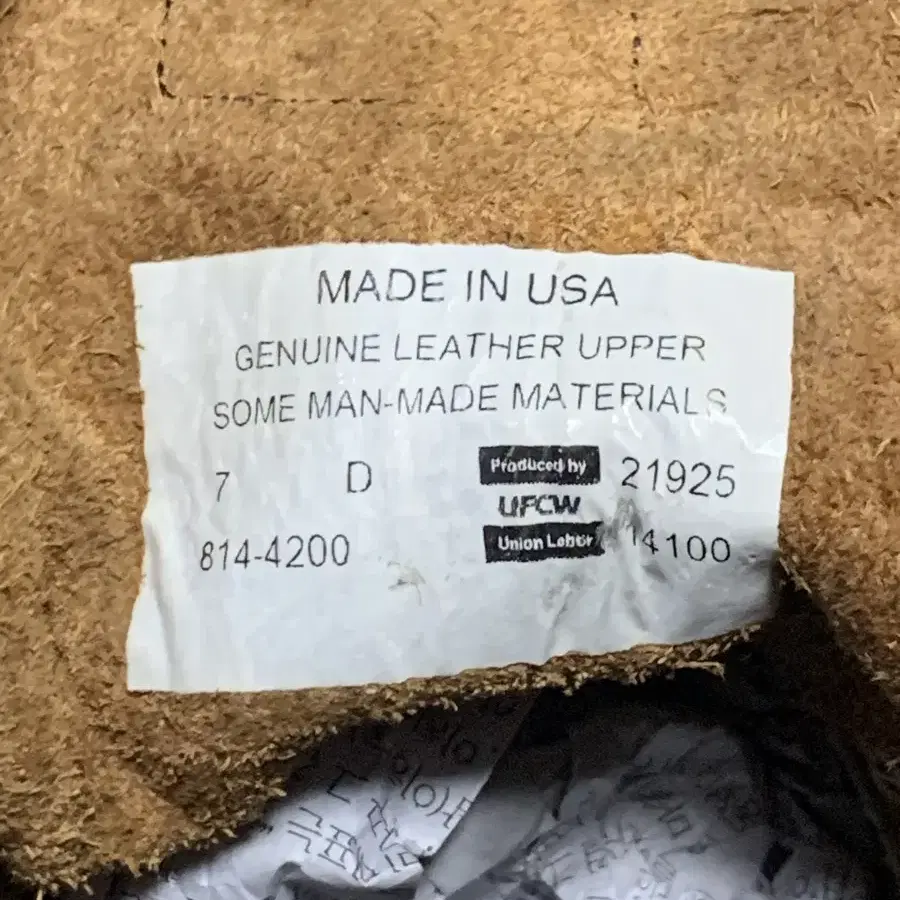 MADE IN USA
GENUINE LEATHER UPPER
SOME MAN-MADE MATERIALS
7 D
Produced by
UFCW
Union Labor
21925
814-4200
14100